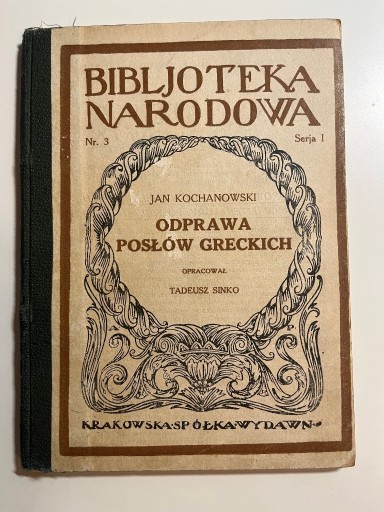 BIBLJOTEKA
NARODOWA
Nr. 3 Serja I
JAN KOCHANOWSKI
ODPRAWA
POSŁÓW GRECKICH
OPRACOWAŁ
TADEUSZ SINKO
KRAKOWSKA·SPÓŁKA·WYDAWN·